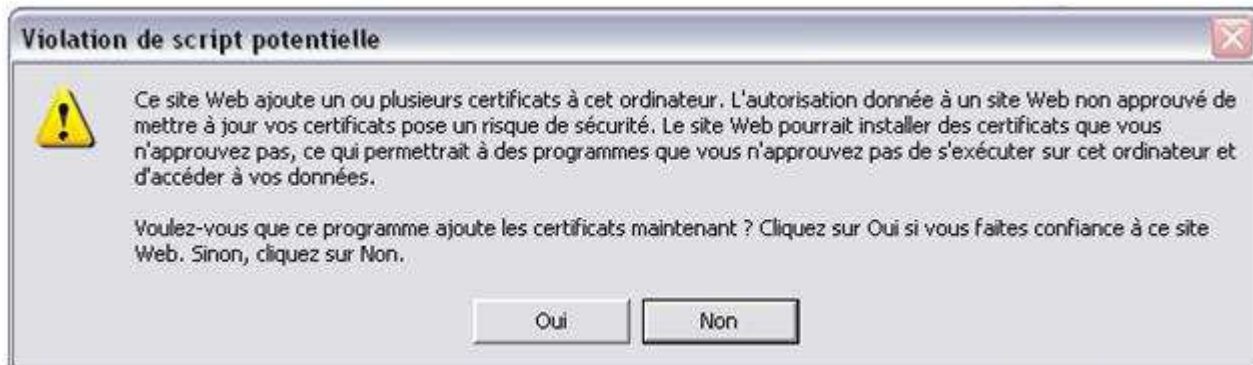 Violation de script potentielle
Ce site Web ajoute un ou plusieurs certificats à cet ordinateur. L'autorisation donnée à un site Web non approuvé de
mettre à jour vos certificats pose un risque de sécurité. Le site Web pourrait installer des certificats que vous
n'approuvez pas, ce qui permettrait à des programmes que vous n'approuvez pas de s'exécuter sur cet ordinateur et
d'accéder à vos données.
Voulez-vous que ce programme ajoute les certificats maintenant ? Cliquez sur Oui si vous faites confiance à ce site
Web. Sinon, cliquez sur Non.
Oui Non